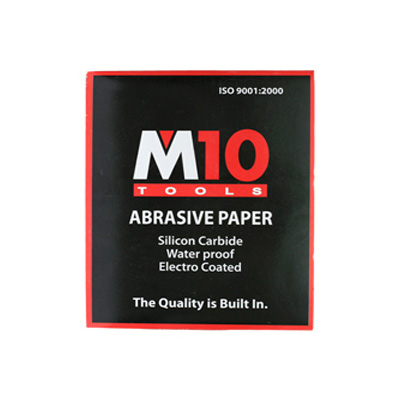 ISO 9001:2000
M10
TOOLS
ABRASIVE PAPER
Silicon Carbide
Water proof
Electro Coated
The Quality is Built In.